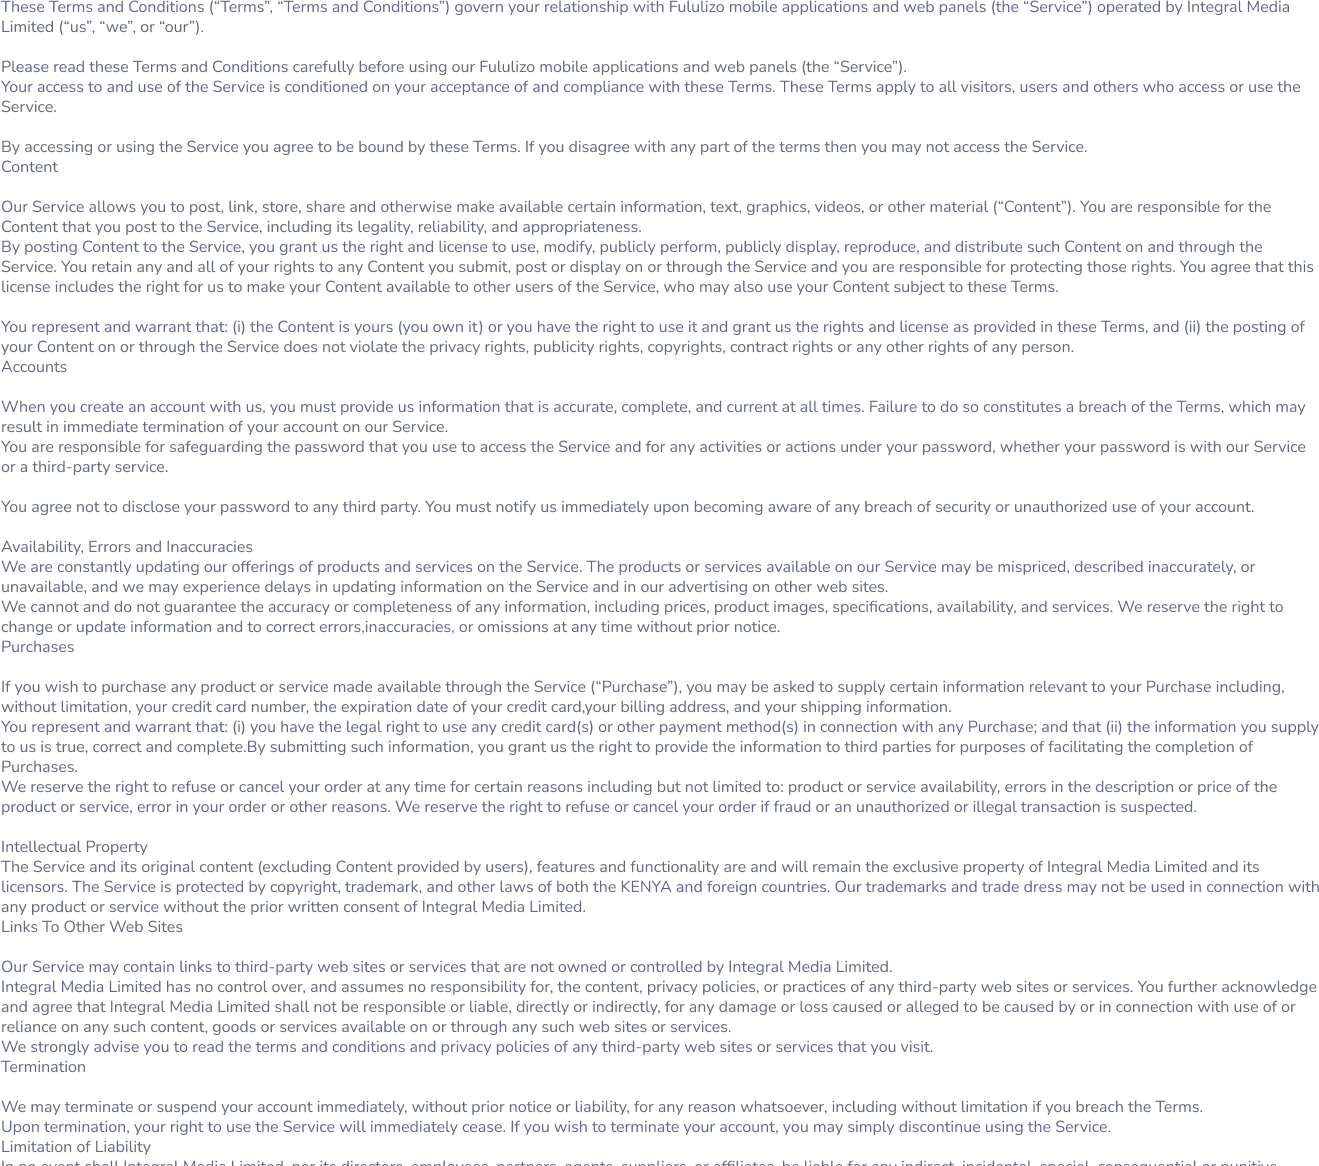 These Terms and Conditions (“Terms”, “Terms and Conditions”) govern your relationship with Fululizo mobile applications and web panels (the “Service”) operated by Integral Media
Limited (“us”, “we”, or “our”).
Please read these Terms and Conditions carefully before using our Fululizo mobile applications and web panels (the “Service”).
Your access to and use of the Service is conditioned on your acceptance of and compliance with these Terms. These Terms apply to all visitors, users and others who access or use the
Service.
By accessing or using the Service you agree to be bound by these Terms. If you disagree with any part of the terms then you may not access the Service.
Content
Our Service allows you to post, link, store, share and otherwise make available certain information, text, graphics, videos, or other material (“Content”). You are responsible for the
Content that you post to the Service, including its legality, reliability, and appropriateness.
By posting Content to the Service, you grant us the right and license to use, modify, publicly perform, publicly display, reproduce, and distribute such Content on and through the
Service. You retain any and all of your rights to any Content you submit, post or display on or through the Service and you are responsible for protecting those rights. You agree that this
license includes the right for us to make your Content available to other users of the Service, who may also use your Content subject to these Terms.
You represent and warrant that: (i) the Content is yours (you own it) or you have the right to use it and grant us the rights and license as provided in these Terms, and (ii) the posting of
your Content on or through the Service does not violate the privacy rights, publicity rights, copyrights, contract rights or any other rights of any person.
Accounts
When you create an account with us, you must provide us information that is accurate, complete, and current at all times. Failure to do so constitutes a breach of the Terms, which may
result in immediate termination of your account on our Service.
You are responsible for safeguarding the password that you use to access the Service and for any activities or actions under your password, whether your password is with our Service
or a third-party service.
You agree not to disclose your password to any third party. You must notify us immediately upon becoming aware of any breach of security or unauthorized use of your account.
Availability, Errors and Inaccuracies
We are constantly updating our offerings of products and services on the Service. The products or services available on our Service may be mispriced, described inaccurately, or
unavailable, and we may experience delays in updating information on the Service and in our advertising on other web sites.
We cannot and do not guarantee the accuracy or completeness of any information, including prices, product images, specifications, availability, and services. We reserve the right to
change or update information and to correct errors,inaccuracies, or omissions at any time without prior notice.
Purchases
If you wish to purchase any product or service made available through the Service (“Purchase”), you may be asked to supply certain information relevant to your Purchase including,
without limitation, your credit card number, the expiration date of your credit card,your billing address, and your shipping information.
You represent and warrant that: (i) you have the legal right to use any credit card(s) or other payment method(s) in connection with any Purchase; and that (ii) the information you supply
to us is true, correct and complete.By submitting such information, you grant us the right to provide the information to third parties for purposes of facilitating the completion of
Purchases.
We reserve the right to refuse or cancel your order at any time for certain reasons including but not limited to: product or service availability, errors in the description or price of the
product or service, error in your order or other reasons. We reserve the right to refuse or cancel your order if fraud or an unauthorized or illegal transaction is suspected.
Intellectual Property
The Service and its original content (excluding Content provided by users), features and functionality are and will remain the exclusive property of Integral Media Limited and its
licensors. The Service is protected by copyright, trademark, and other laws of both the KENYA and foreign countries. Our trademarks and trade dress may not be used in connection with
any product or service without the prior written consent of Integral Media Limited.
Links To Other Web Sites
Our Service may contain links to third-party web sites or services that are not owned or controlled by Integral Media Limited.
Integral Media Limited has no control over, and assumes no responsibility for, the content, privacy policies, or practices of any third-party web sites or services. You further acknowledge
and agree that Integral Media Limited shall not be responsible or liable, directly or indirectly, for any damage or loss caused or alleged to be caused by or in connection with use of or
reliance on any such content, goods or services available on or through any such web sites or services.
We strongly advise you to read the terms and conditions and privacy policies of any third-party web sites or services that you visit.
Termination
We may terminate or suspend your account immediately, without prior notice or liability, for any reason whatsoever, including without limitation if you breach the Terms.
Upon termination, your right to use the Service will immediately cease. If you wish to terminate your account, you may simply discontinue using the Service.
Limitation of Liability
In no event shall Integral Media Limited, nor its directors, employees, partners, agents, suppliers, or affiliates, be liable for any indirect, incidental, special, consequential or punitive